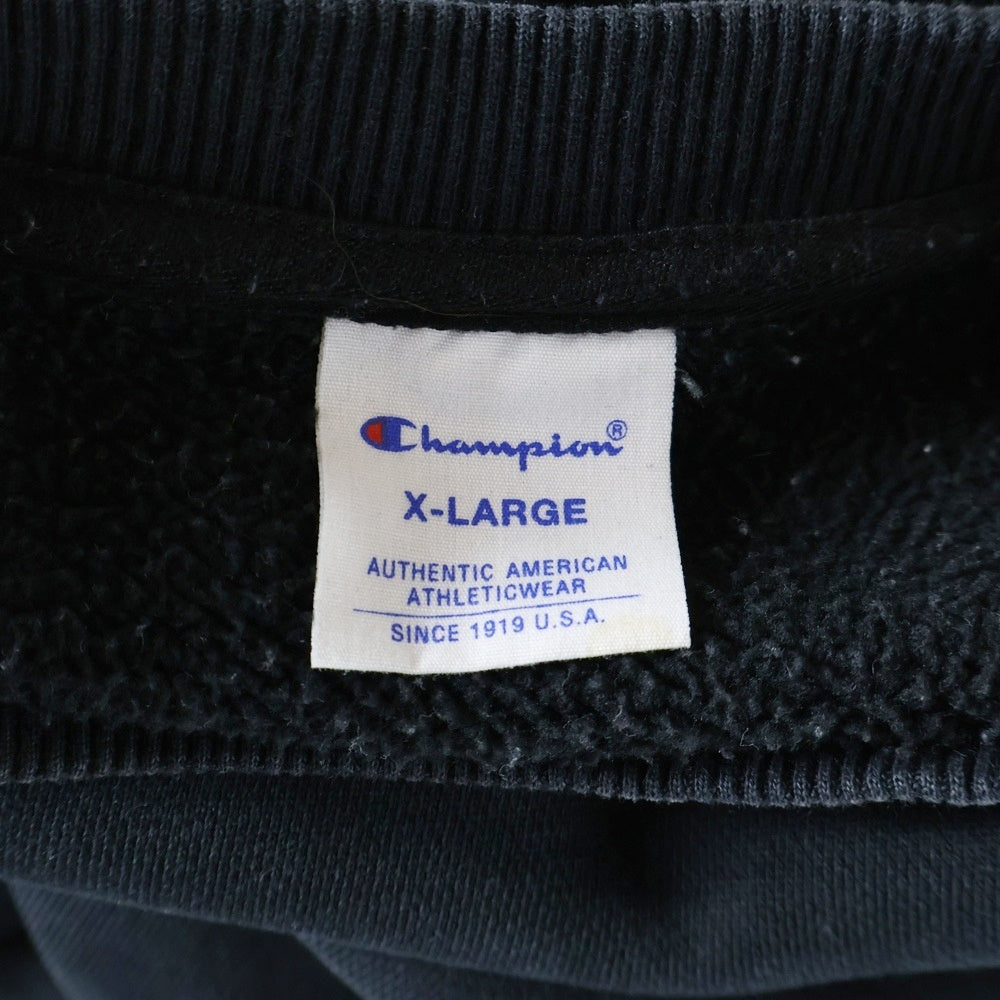 Champion®
X-LARGE
AUTHENTIC AMERICAN
ATHLETICWEAR
SINCE 1919 U.S.A.